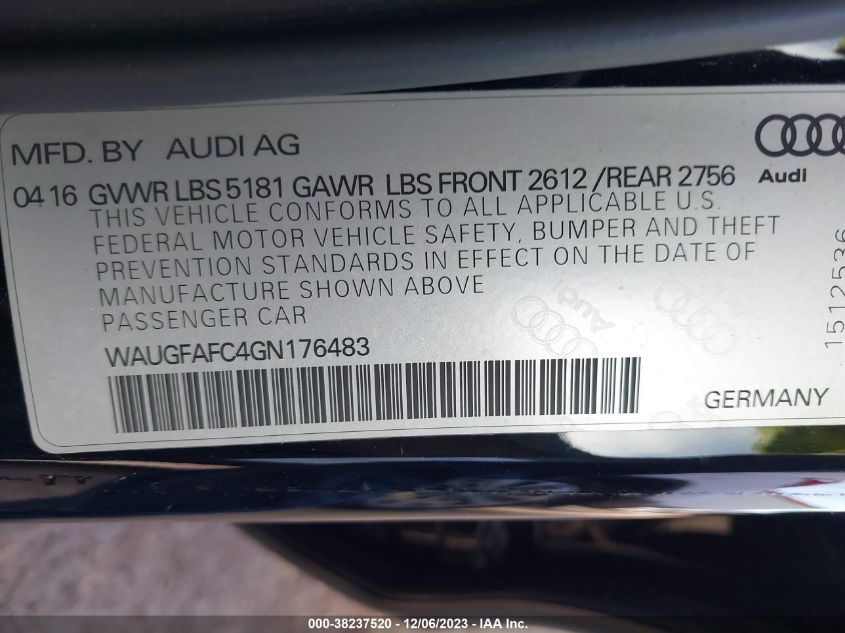 MFD. BY AUDI AG
04 16 GVWR LBS 5181 GAWR LBS FRONT 2612 /REAR 2756
Audi
THIS VEHICLE CONFORMS TO ALL APPLICABLE U.S.
FEDERAL MOTOR VEHICLE SAFETY, BUMPER AND THEFT
PREVENTION STANDARDS IN EFFECT ON THE DATE OF
MANUFACTURE SHOWN ABOVE
PASSENGER CAR
Audi
1512536
WAUGFAFC4GN176483
GERMANY
000-38237520 - 12/06/2023 - IAA Inc.